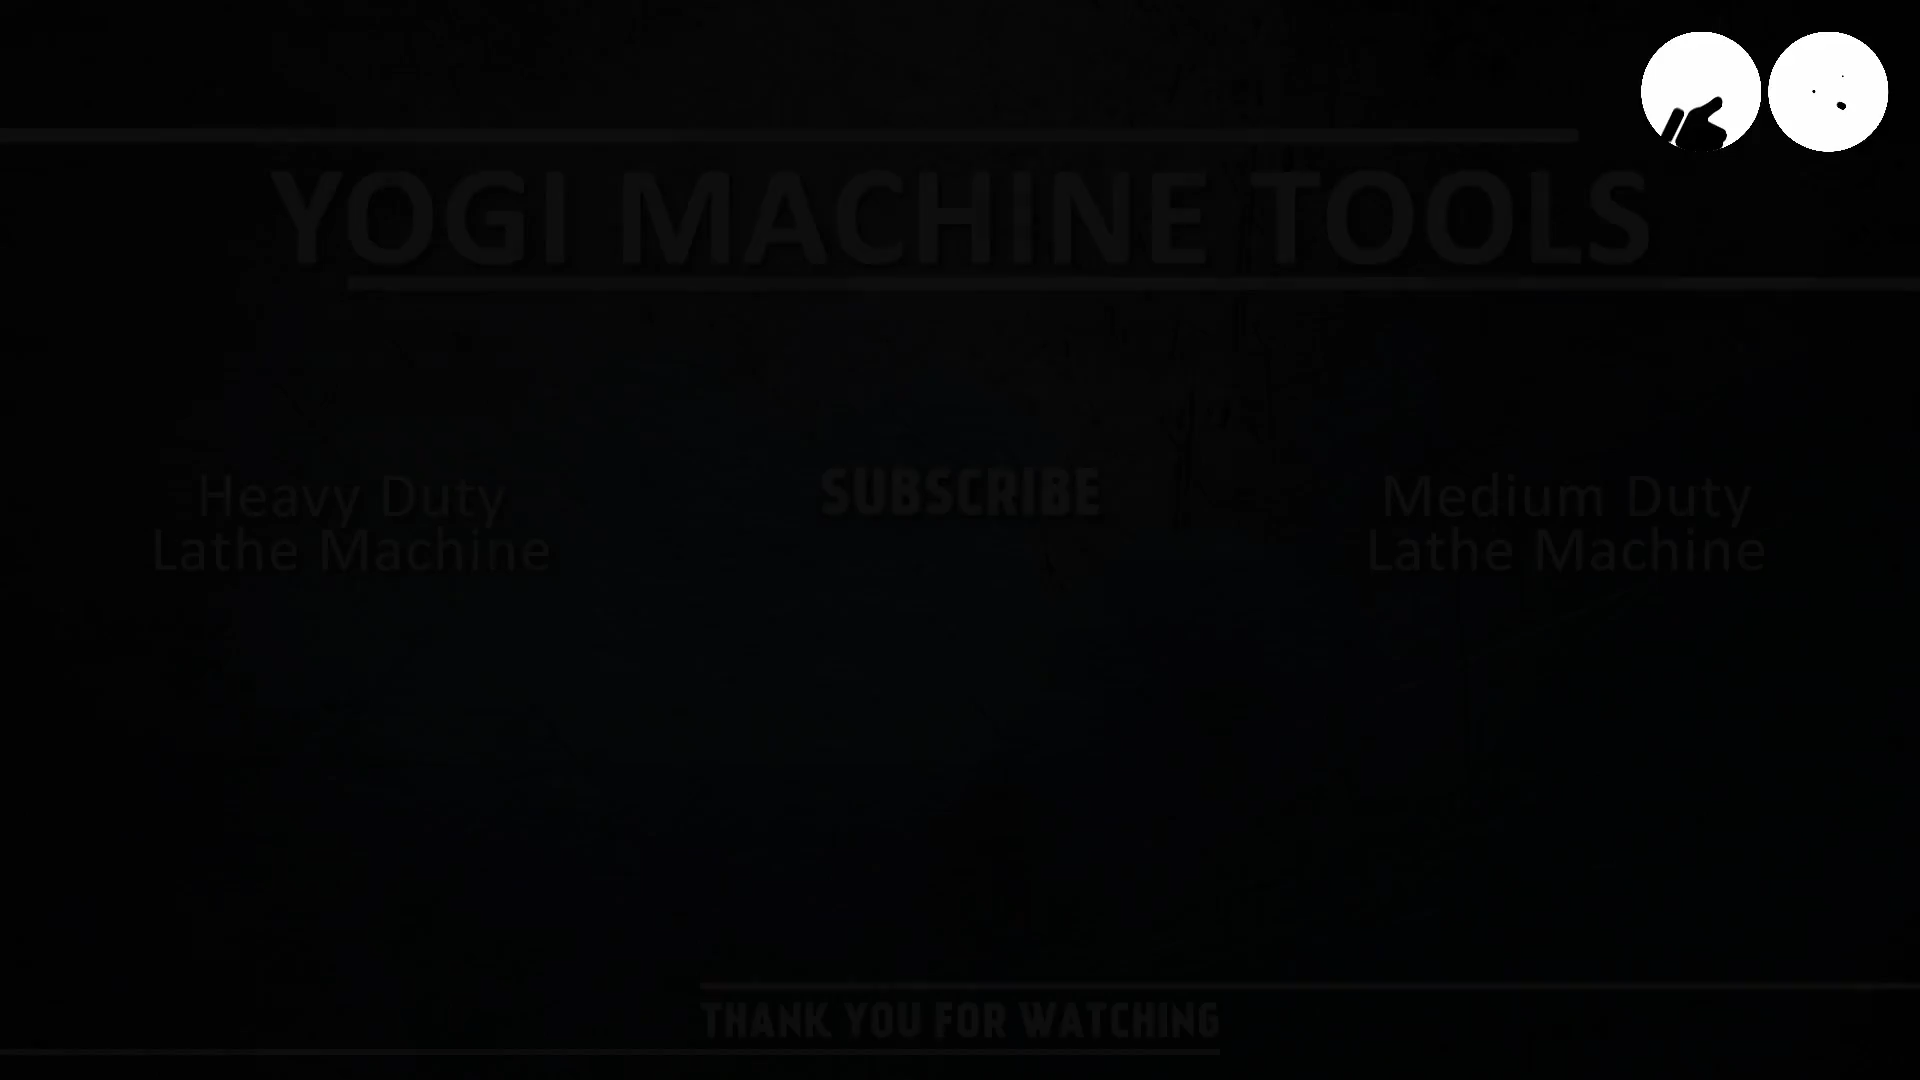 YOGI MACHINE TOOLS
Heavy Duty
Lathe Machine
SUBSCRIBE
Medium Duty
Lathe Machine
THANK YOU FOR WATCHING